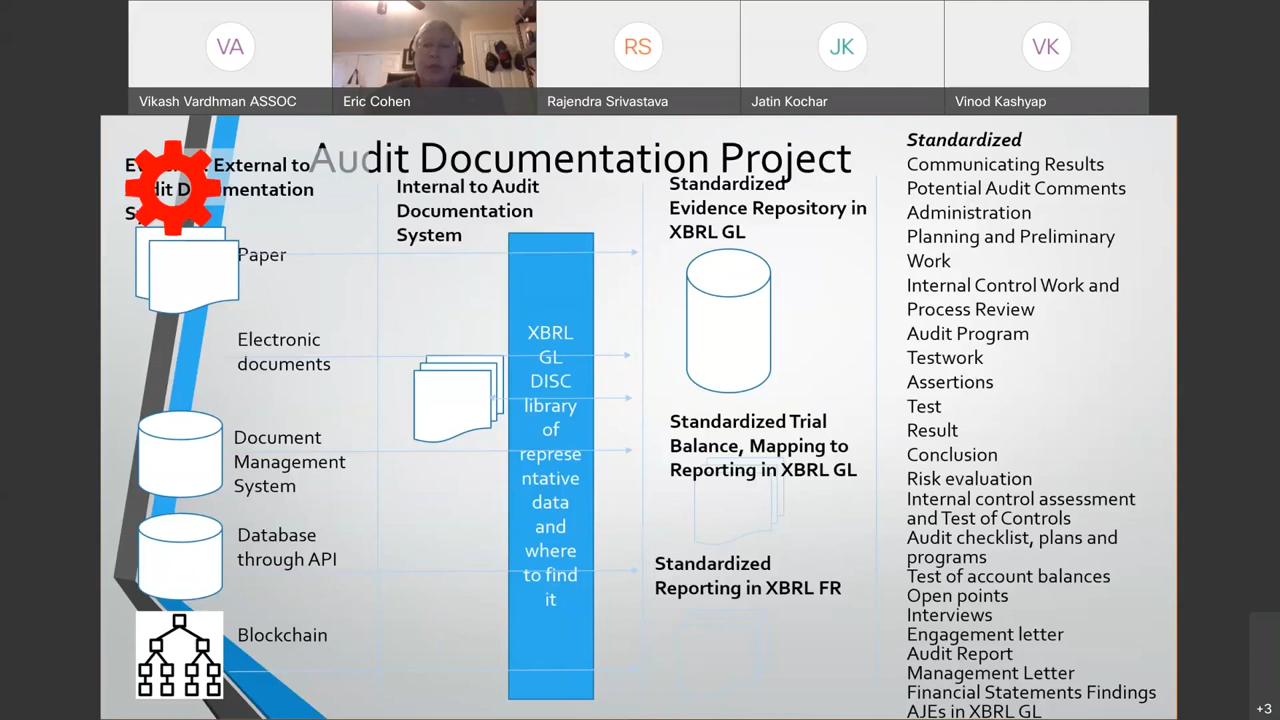 VA
RS
JK
VK
Vikash Vardhman ASSOC
Eric Cohen
Rajendra Srivastava
Jatin Kochar
Vinod Kashyap
Audit Documentation Project
External to
Documentation
Paper
Electronic
documents
Document
Management
System
Database
through API
Blockchain
Internal to Audit
Documentation
System
XBRL
GL
DISC
library
of
represe
ntative
data
and
where
to find
it
Standardized
Evidence Repository in
XBRL GL
Standardized Trial
Balance, Mapping to
Reporting in XBRL GL
Standardized
Reporting in XBRL FR
Standardized
Communicating Results
Potential Audit Comments
Administration
Planning and Preliminary
Work
Internal Control Work and
Process Review
Audit Program
Testwork
Assertions
Test
Result
Conclusion
Risk evaluation
Internal control assessment
and Test of Controls
Audit checklist, plans and
programs
Test of account balances
Open points
Interviews
Engagement letter
Audit Report
Management Letter
Financial Statements Findings
AJEs in XBRL GL
+3